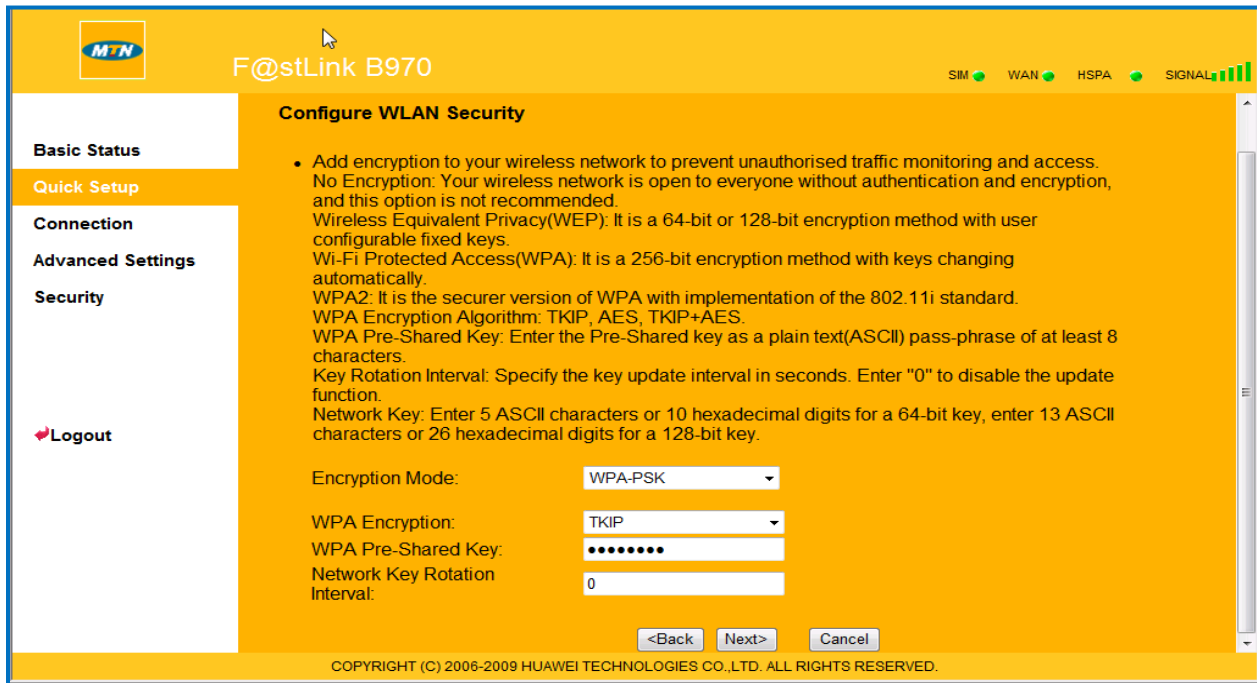 MTN
F@stLink B970
SIM WAN HSPA SIGNAL
Basic Status
Quick Setup
Connection
Advanced Settings
Security
Logout
Configure WLAN Security
• Add encryption to your wireless network to prevent unauthorised traffic monitoring and access.
No Encryption: Your wireless network is open to everyone without authentication and encryption,
and this option is not recommended.
Wireless Equivalent Privacy(WEP): It is a 64-bit or 128-bit encryption method with user
configurable fixed keys.
Wi-Fi Protected Access(WPA): It is a 256-bit encryption method with keys changing
automatically.
WPA2: It is the securer version of WPA with implementation of the 802.11i standard.
WPA Encryption Algorithm: TKIP, AES, TKIP+AES.
WPA Pre-Shared Key: Enter the Pre-Shared key as a plain text(ASCII) pass-phrase of at least 8
characters.
Key Rotation Interval: Specify the key update interval in seconds. Enter "0" to disable the update
function.
Network Key: Enter 5 ASCII characters or 10 hexadecimal digits for a 64-bit key, enter 13 ASCII
characters or 26 hexadecimal digits for a 128-bit key.
Encryption Mode: WPA-PSK
WPA Encryption: TKIP
WPA Pre-Shared Key: ••••••••
Network Key Rotation
Interval: 0
<Back Next> Cancel
COPYRIGHT (C) 2006-2009 HUAWEI TECHNOLOGIES CO.,LTD. ALL RIGHTS RESERVED.